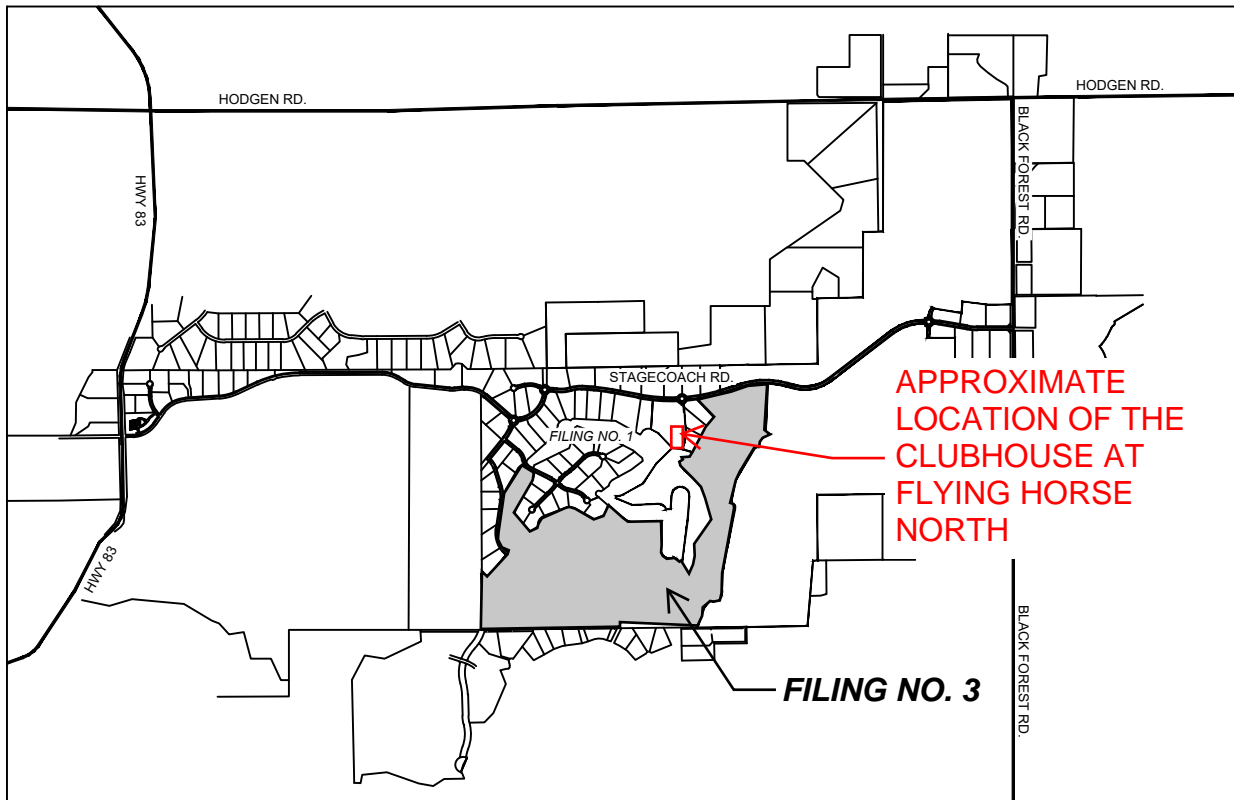 HODGEN RD.
HODGEN RD.
HWY 83
BLACK FOREST RD.
STAGECOACH RD.
FILING NO. 1
APPROXIMATE
LOCATION OF THE
CLUBHOUSE AT
FLYING HORSE
NORTH
HWY 83
BLACK FOREST RD.
FILING NO. 3